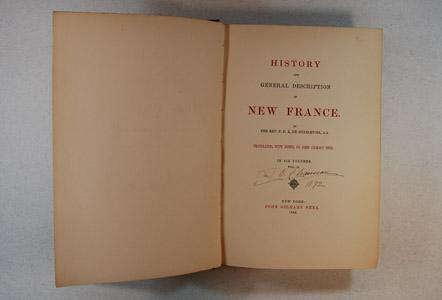 HISTORY
AND
GENERAL DESCRIPTION
OF
NEW FRANCE.
BY
THE REV. P. F. X. DE CHARLEVOIX, S.J.
TRANSLATED, WITH NOTES, BY JOHN GILMARY SHEA.
IN SIX VOLUMES.
VOL.
NEW YORK:
JOHN GILMARY SHEA.